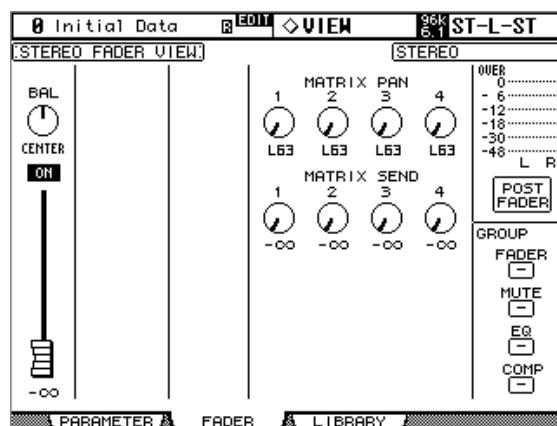 0 Initial Data R EDIT ◇VIEW 96K 6.1 ST-L-ST
STEREO FADER VIEW STEREO
BAL
CENTER
ON
-∞
MATRIX PAN
1 2 3 4
L63 L63 L63 L63
MATRIX SEND
1 2 3 4
-∞ -∞ -∞ -∞
OVER
0
-6
-12
-18
-30
-48
L R
POST
FADER
GROUP
FADER
-
MUTE
-
EQ
-
COMP
-
PARAMETER FADER LIBRARY